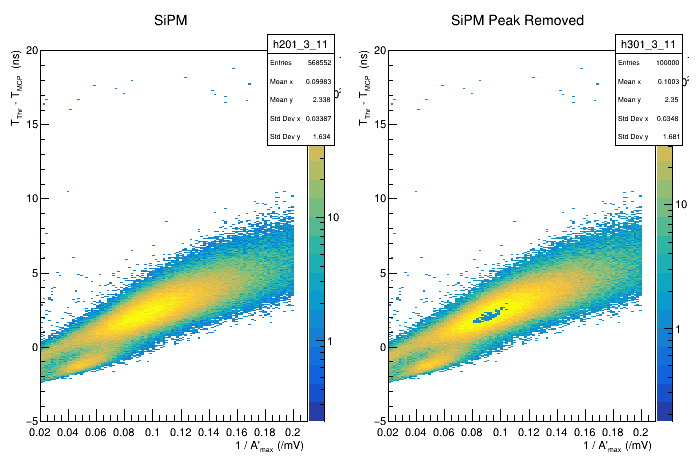 SiPM
h201_3_11
Entries 568552
Mean x 0.09983
Mean y 2.338
Std Dev x 0.03387
Std Dev y 1.634
T_Thr - T_MCP (ns)
20
15
10
5
0
−5
0.02 0.04 0.06 0.08 0.1 0.12 0.14 0.16 0.18 0.2
1 / A'_max (/mV)
10
1
SiPM Peak Removed
h301_3_11
Entries 100000
Mean x 0.1003
Mean y 2.35
Std Dev x 0.0348
Std Dev y 1.681
T_Thr - T_MCP (ns)
20
15
10
5
0
−5
0.02 0.04 0.06 0.08 0.1 0.12 0.14 0.16 0.18 0.2
1 / A'_max (/mV)
10
1